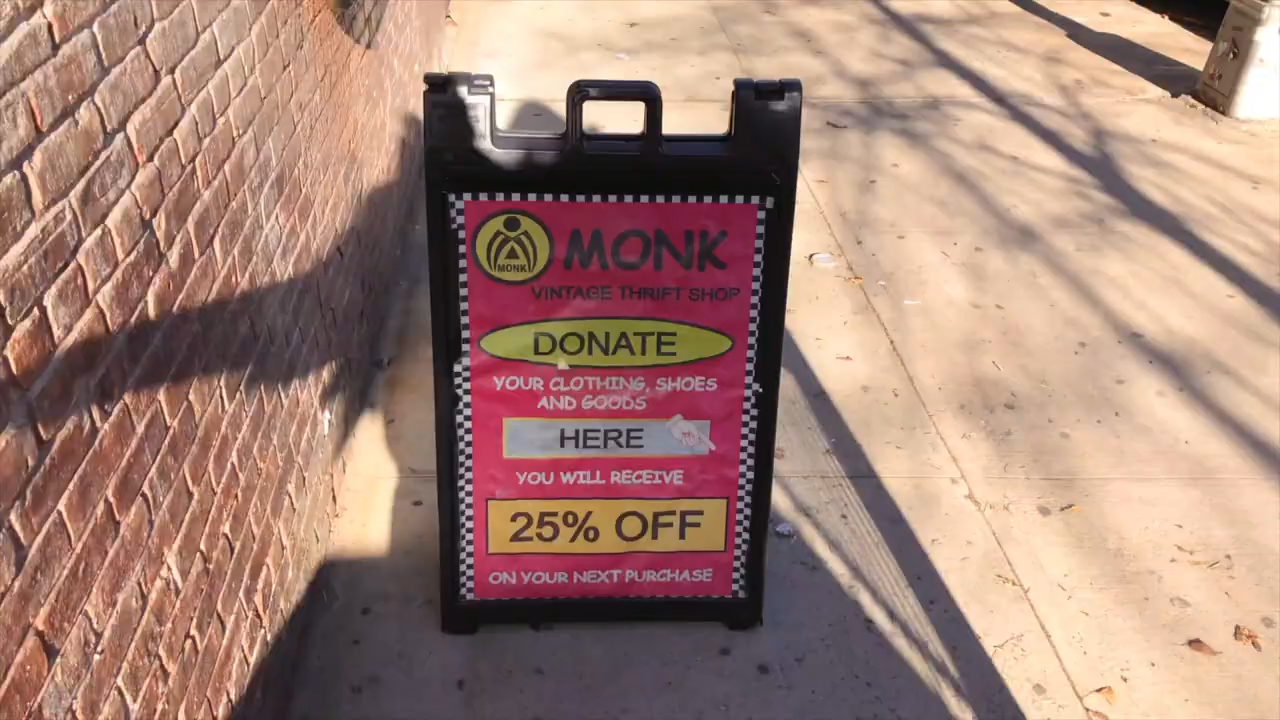 MONK
MONK
VINTAGE THRIFT SHOP
DONATE
YOUR CLOTHING, SHOES
AND GOODS
HERE
YOU WILL RECEIVE
25% OFF
ON YOUR NEXT PURCHASE